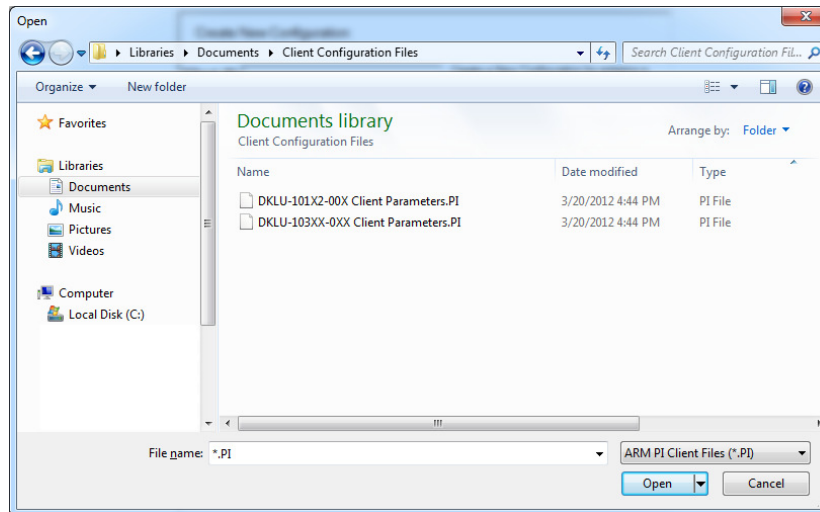 Open
Libraries Documents Client Configuration Files Search Client Configuration Fil...
Organize New folder
Favorites
Libraries
Documents
Music
Pictures
Videos
Computer
Local Disk (C:)
Documents library
Client Configuration Files
Arrange by: Folder
Name Date modified Type
DKLU-101X2-00X Client Parameters.PI 3/20/2012 4:44 PM PI File
DKLU-103XX-0XX Client Parameters.PI 3/20/2012 4:44 PM PI File
File name: *.PI ARM PI Client Files (*.PI)
Open Cancel